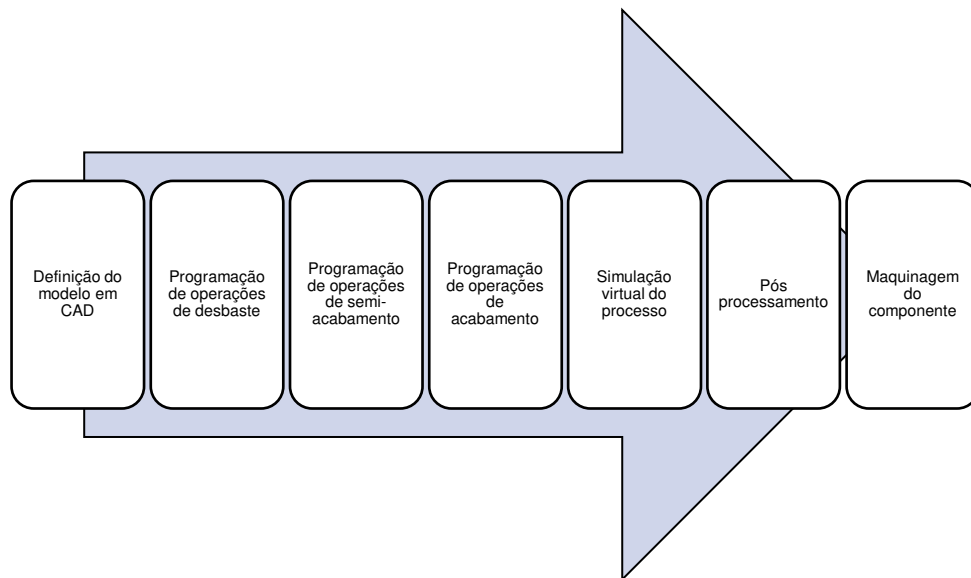 Definição do
modelo em
CAD
Programação
de operações
de desbaste
Programação
de operações
de semi-
acabamento
Programação
de operações
de
acabamento
Simulação
virtual do
processo
Pós
processamento
Maquinagem
do
componente